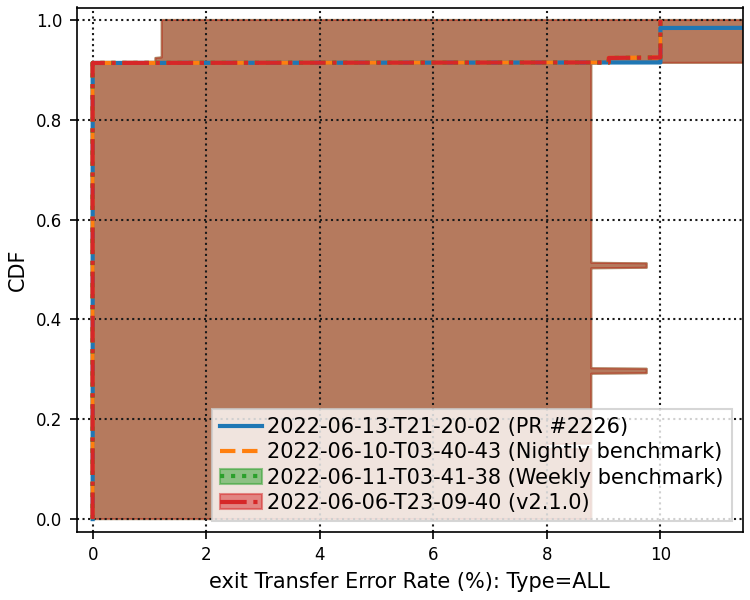 1.0
0.8
0.6
0.4
0.2
0.0
CDF
2022-06-13-T21-20-02 (PR #2226)
2022-06-10-T03-40-43 (Nightly benchmark)
2022-06-11-T03-41-38 (Weekly benchmark)
2022-06-06-T23-09-40 (v2.1.0)
0 2 4 6 8 10
exit Transfer Error Rate (%): Type=ALL